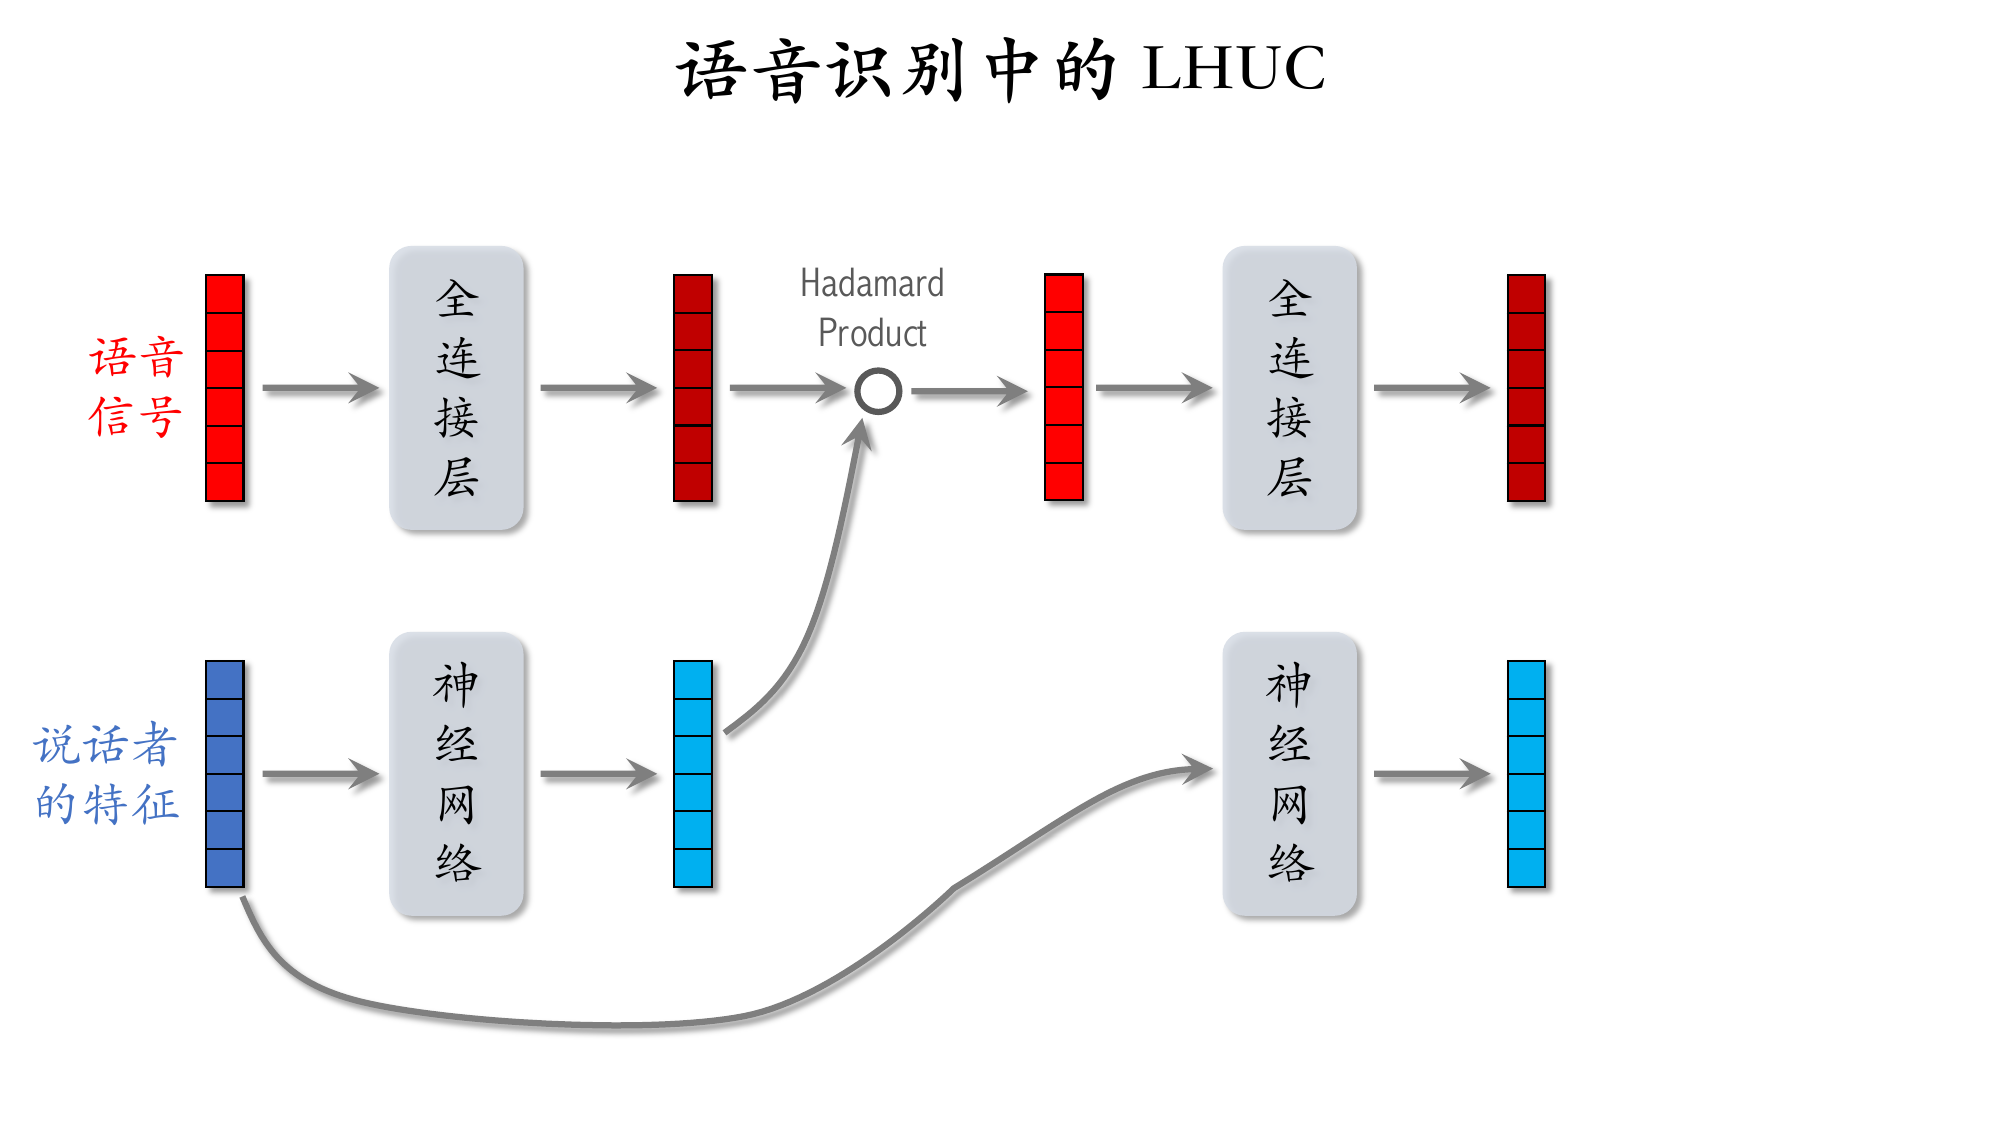 语音识别中的 LHUC
语音
信号
全
连
接
层
Hadamard
Product
全
连
接
层
说话者
的特征
神
经
网
络
神
经
网
络